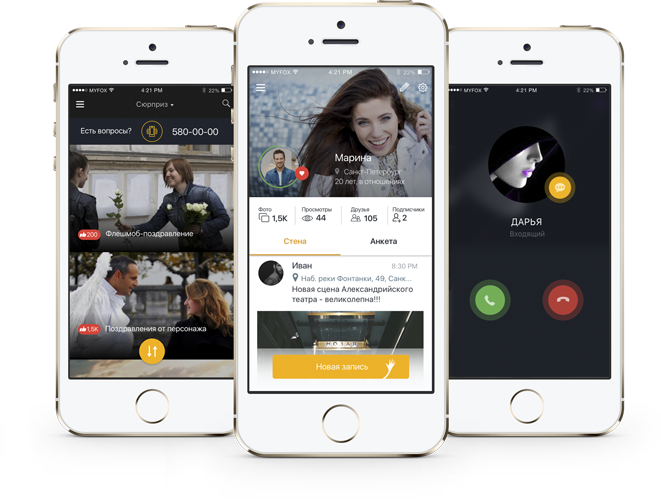 MYFOX 4:21 PM 22%
Сюрприз
Есть вопросы? 580-00-00
200 Флешмоб-поздравление
1,5K Поздравления от персонажа
MYFOX 4:21 PM 22%
Марина
Санкт-Петербург
20 лет, в отношениях
Фото Просмотры Друзья Подписчики
1,5K 44 105 2
Стена Анкета
Иван 8:30 PM
Наб. реки Фонтанки, 49, Санк...
Новая сцена Александрийского
театра - великолепна!!!
Новая запись
MYFOX 4:21 PM 22%
ДАРЬЯ
Входящий